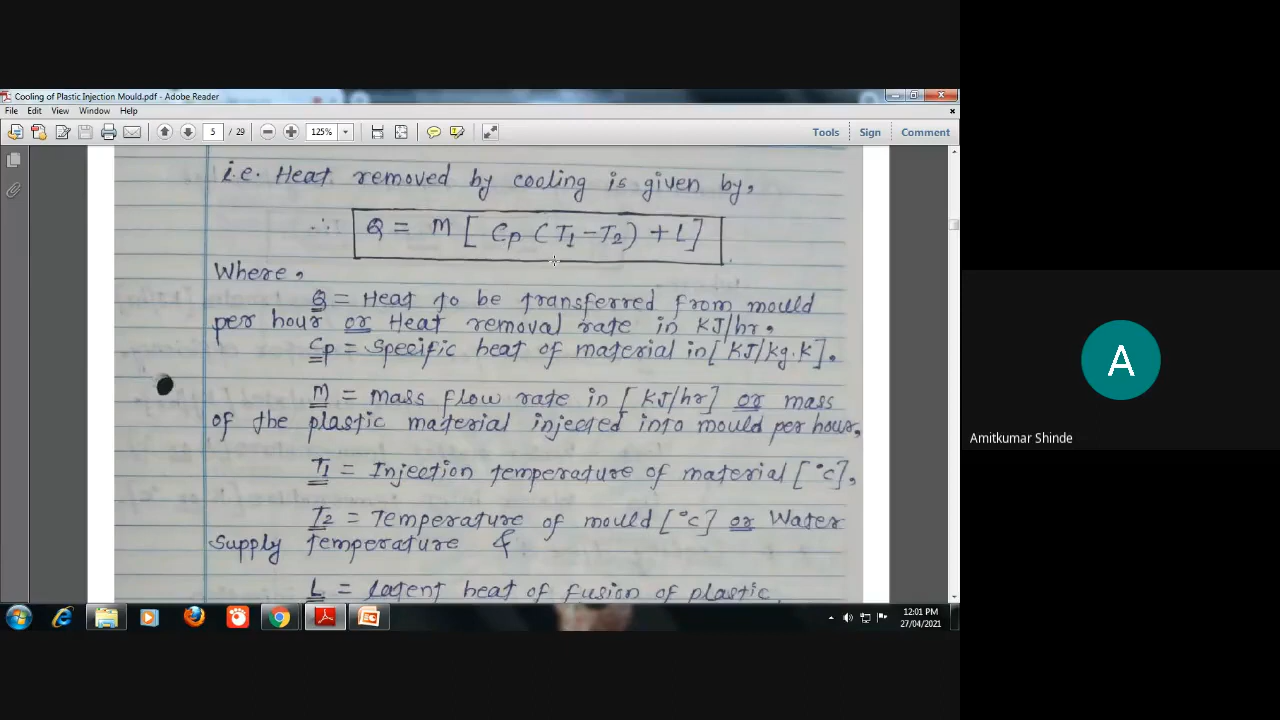 Cooling of Plastic Injection Mould.pdf - Adobe Reader
File Edit View Window Help
5 / 29 125% Tools Sign Comment
i.e. Heat removed by cooling is given by,
∴ Q = M [ Cp (T1-T2) + L]
Where,
Q = Heat to be transferred from mould
per hour or Heat removal rate in KJ/hr.
Cp = Specific heat of material in [KJ/kg.K].
M = Mass flow rate in [KJ/hr] or mass
of the plastic material injected into mould per hour,
T1 = Injection temperature of material [°c],
T2 = Temperature of mould [°c] or Water
Supply temperature &
L = Latent heat of fusion of plastic.
A
Amitkumar Shinde
12:01 PM
27/04/2021